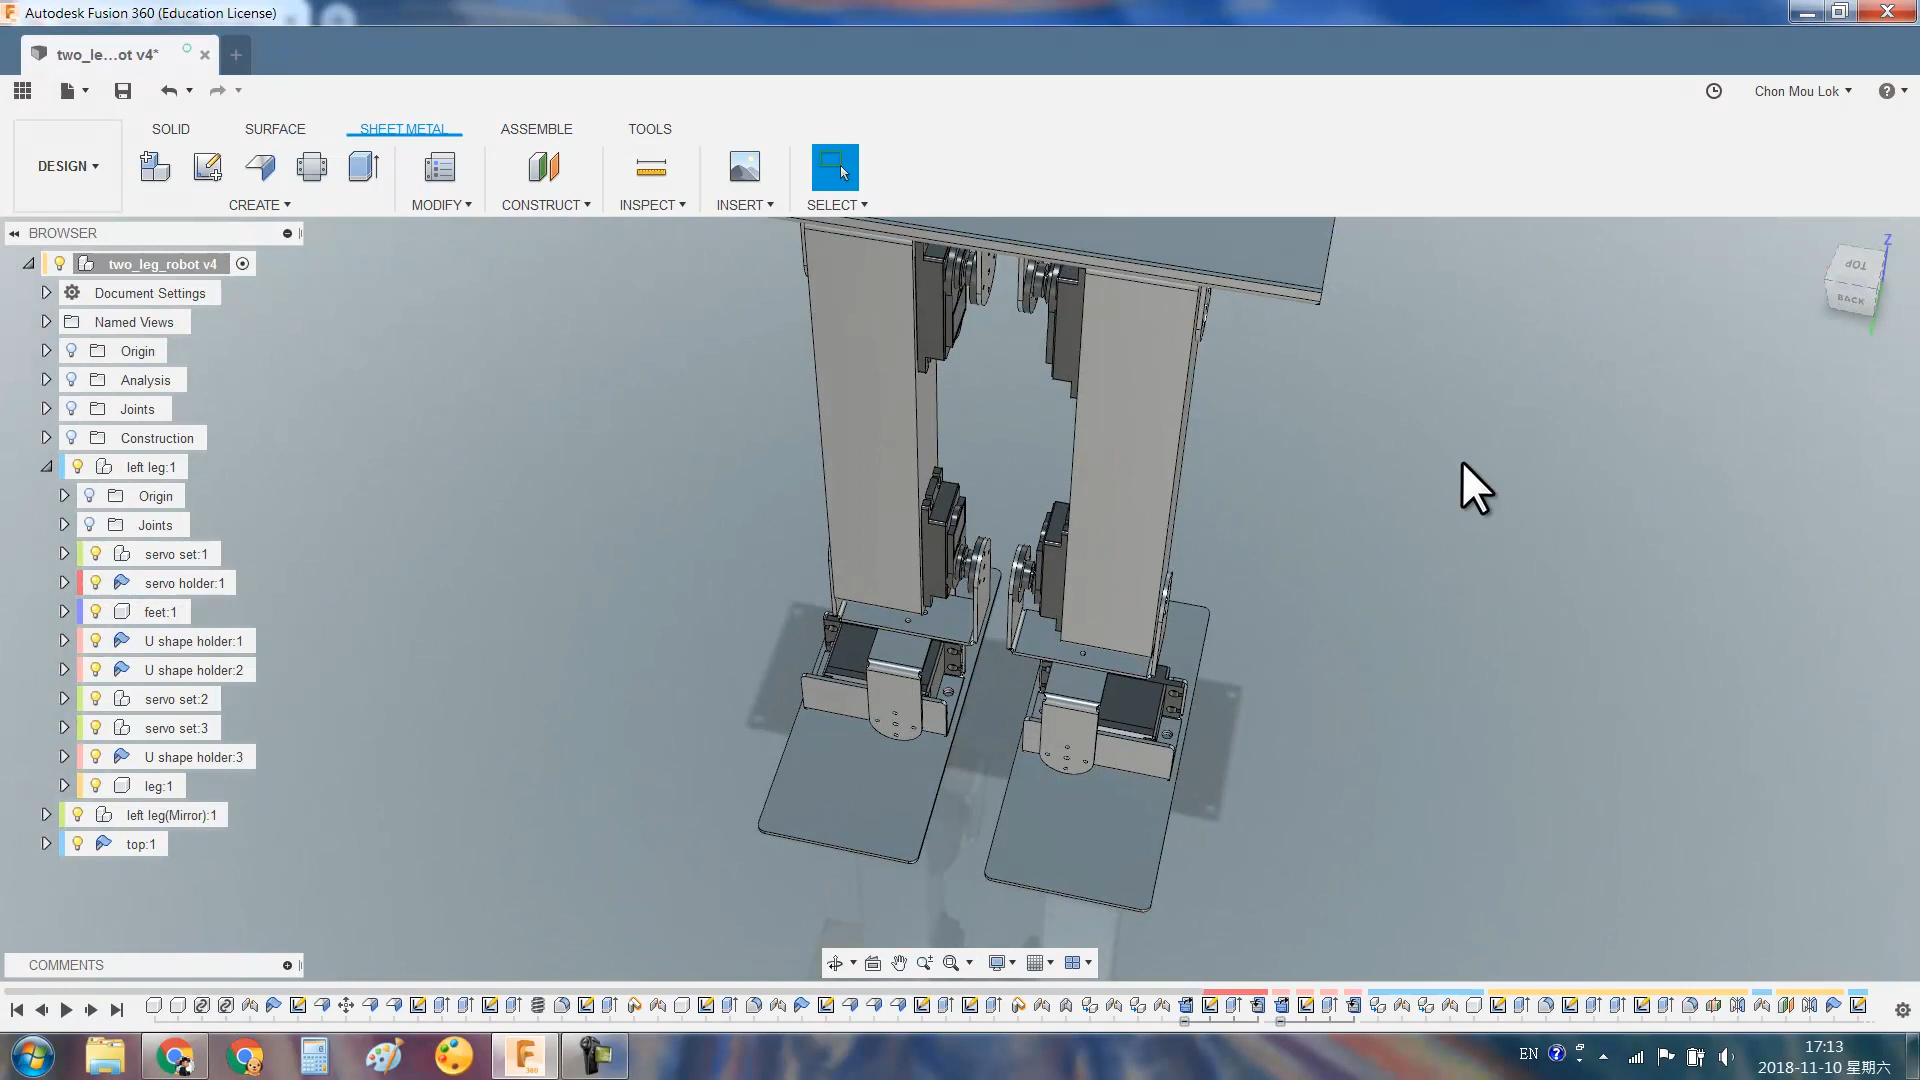 Autodesk Fusion 360 (Education License)
two_le...ot v4*
Chon Mou Lok
DESIGN
SOLID
SURFACE
SHEET METAL
ASSEMBLE
TOOLS
CREATE
MODIFY
CONSTRUCT
INSPECT
INSERT
SELECT
BROWSER
two_leg_robot v4
Document Settings
Named Views
Origin
Analysis
Joints
Construction
left leg:1
Origin
Joints
servo set:1
servo holder:1
feet:1
U shape holder:1
U shape holder:2
servo set:2
servo set:3
U shape holder:3
leg:1
left leg(Mirror):1
top:1
Z
TOP
BACK
COMMENTS
360
EN
17:13
2018-11-10 星期六